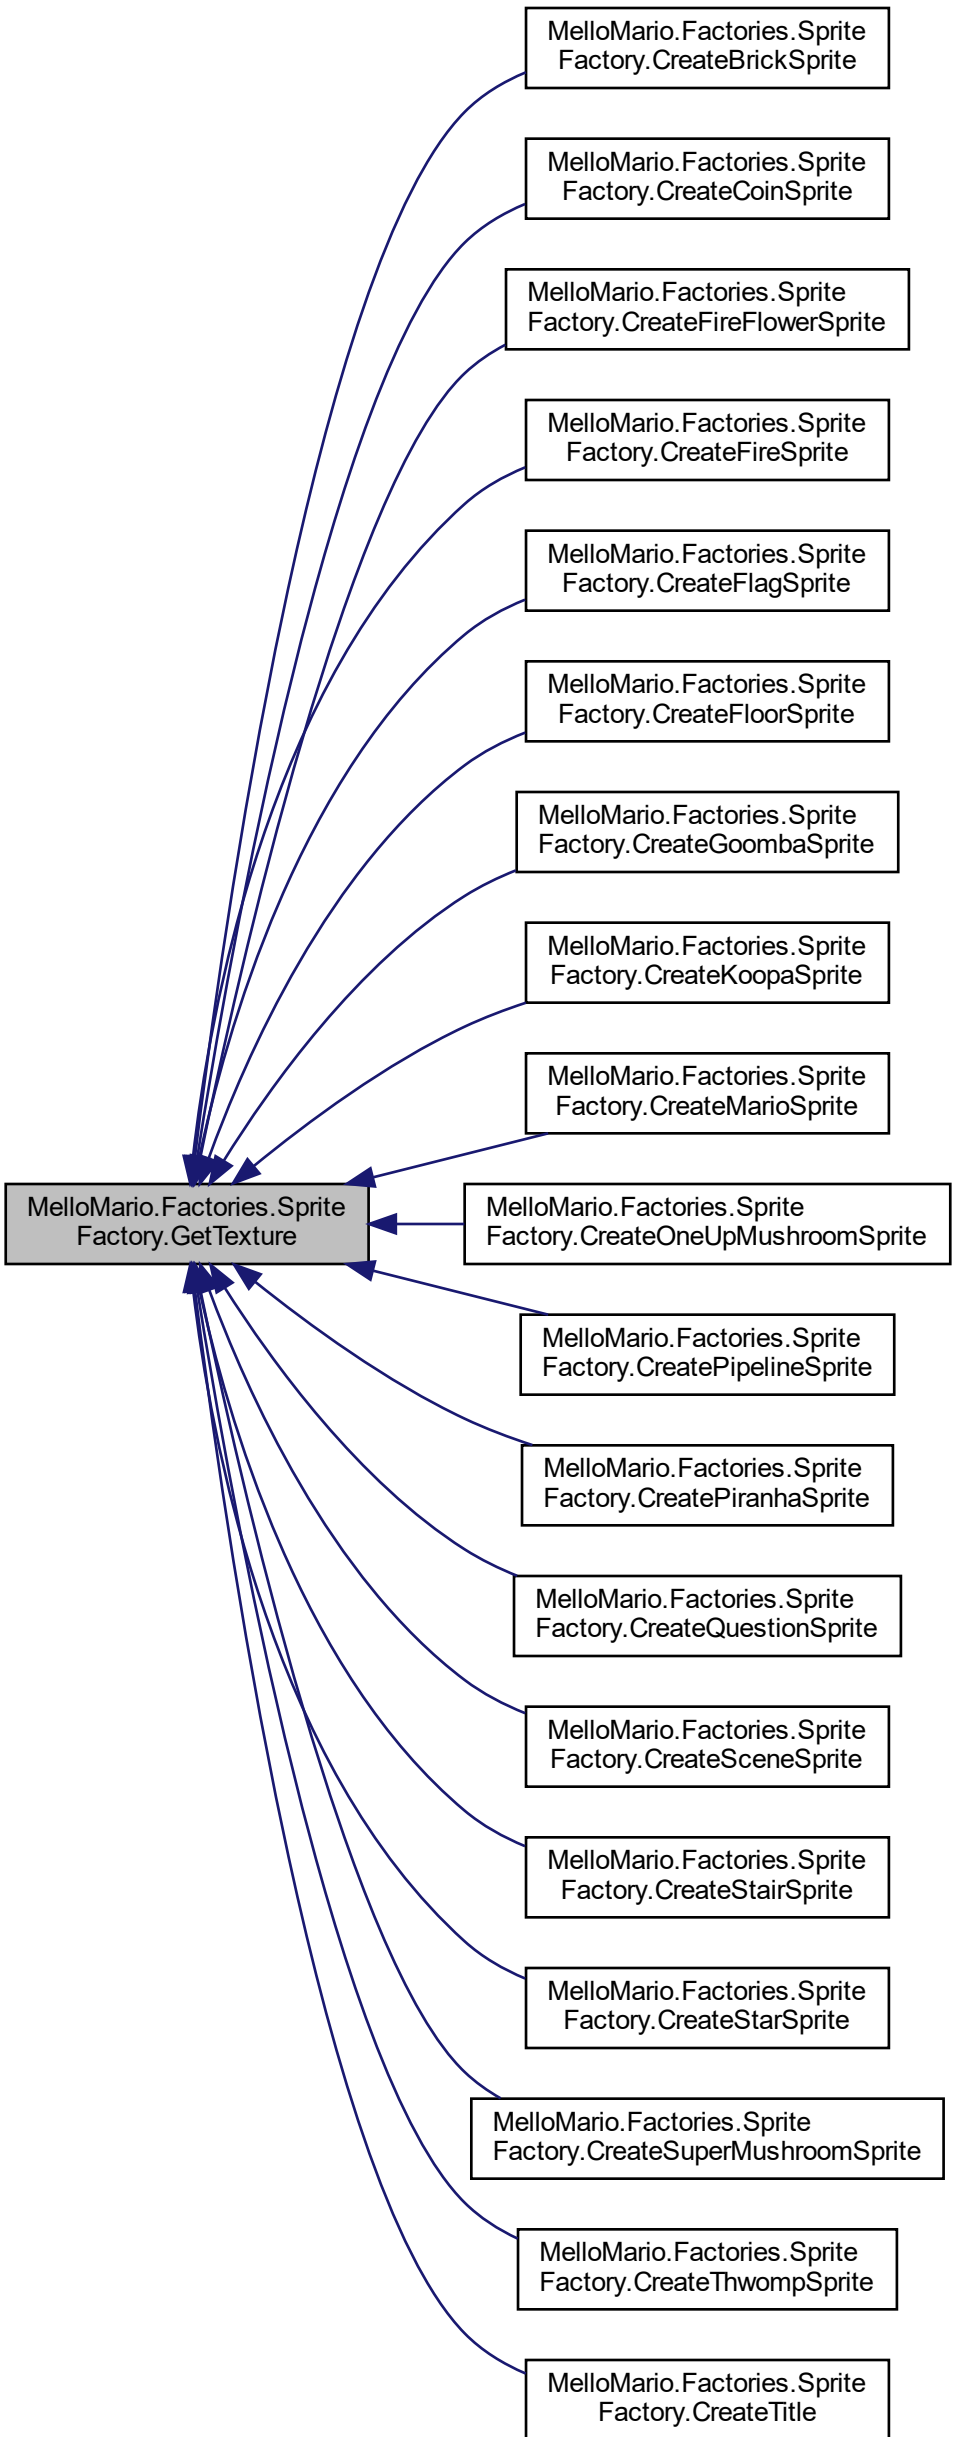 MelloMario.Factories.Sprite
Factory.CreateBrickSprite
MelloMario.Factories.Sprite
Factory.CreateCoinSprite
MelloMario.Factories.Sprite
Factory.CreateFireFlowerSprite
MelloMario.Factories.Sprite
Factory.CreateFireSprite
MelloMario.Factories.Sprite
Factory.CreateFlagSprite
MelloMario.Factories.Sprite
Factory.CreateFloorSprite
MelloMario.Factories.Sprite
Factory.CreateGoombaSprite
MelloMario.Factories.Sprite
Factory.CreateKoopaSprite
MelloMario.Factories.Sprite
Factory.CreateMarioSprite
MelloMario.Factories.Sprite
Factory.GetTexture
MelloMario.Factories.Sprite
Factory.CreateOneUpMushroomSprite
MelloMario.Factories.Sprite
Factory.CreatePipelineSprite
MelloMario.Factories.Sprite
Factory.CreatePiranhaSprite
MelloMario.Factories.Sprite
Factory.CreateQuestionSprite
MelloMario.Factories.Sprite
Factory.CreateSceneSprite
MelloMario.Factories.Sprite
Factory.CreateStairSprite
MelloMario.Factories.Sprite
Factory.CreateStarSprite
MelloMario.Factories.Sprite
Factory.CreateSuperMushroomSprite
MelloMario.Factories.Sprite
Factory.CreateThwompSprite
MelloMario.Factories.Sprite
Factory.CreateTitle